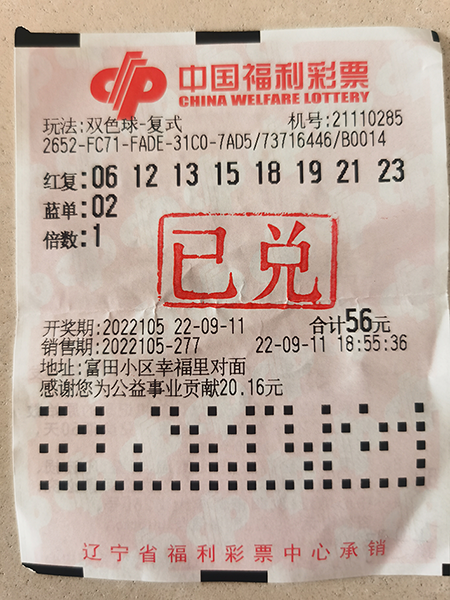 中国福利彩票
CHINA WELFARE LOTTERY
玩法:双色球-复式 机号:21110285
2652-FC71-FADE-31C0-7AD5/73716446/B0014
红复:06 12 13 15 18 19 21 23
蓝单:02
倍数:1
已兑
开奖期:2022105 22-09-11 合计56元
销售期:2022105-277 22-09-11 18:55:36
地址:富田小区幸福里对面
感谢您为公益事业贡献20.16元
辽宁省福利彩票中心承销